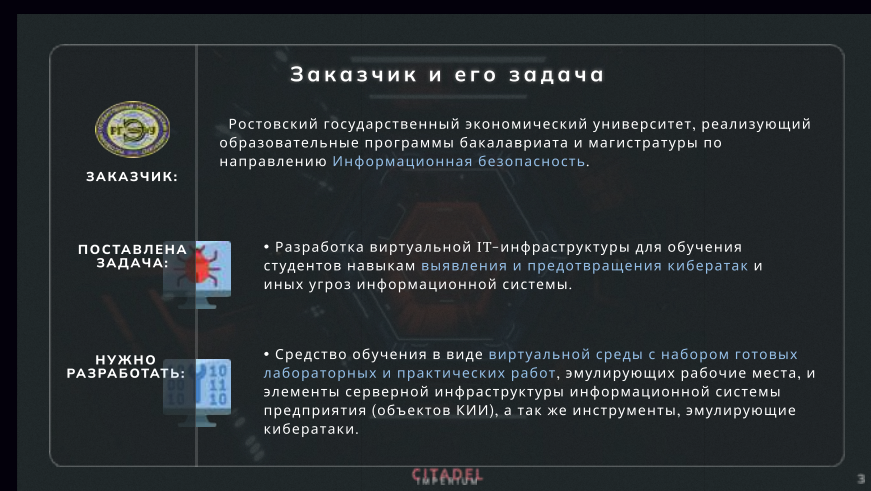 Заказчик и его задача
ЗАКАЗЧИК:
Ростовский государственный экономический университет, реализующий
образовательные программы бакалавриата и магистратуры по
направлению Информационная безопасность.
ПОСТАВЛЕНА
ЗАДАЧА:
• Разработка виртуальной IT–инфраструктуры для обучения
студентов навыкам выявления и предотвращения кибератак и
иных угроз информационной системы.
НУЖНО
РАЗРАБОТАТЬ:
• Средство обучения в виде виртуальной среды с набором готовых
лабораторных и практических работ, эмулирующих рабочие места, и
элементы серверной инфраструктуры информационной системы
предприятия (объектов КИИ), а так же инструменты, эмулирующие
кибератаки.
CITADEL
IMPERIUM
3